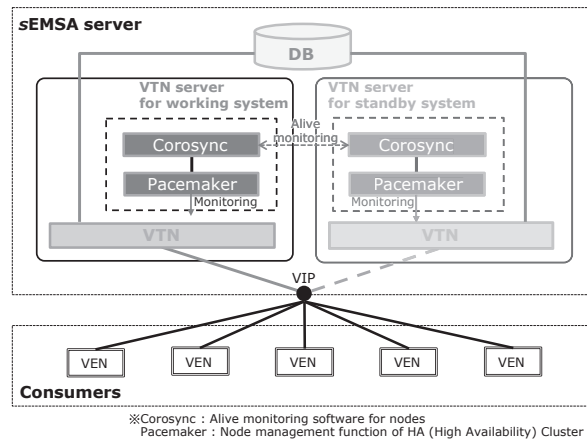 sEMSA server
DB
VTN server
for working system
VTN server
for standby system
Alive
monitoring
Corosync
Corosync
Pacemaker
Pacemaker
Monitoring
Monitoring
VTN
VTN
VIP
VEN
VEN
VEN
VEN
VEN
Consumers
※Corosync : Alive monitoring software for nodes
Pacemaker : Node management function of HA (High Availability) Cluster